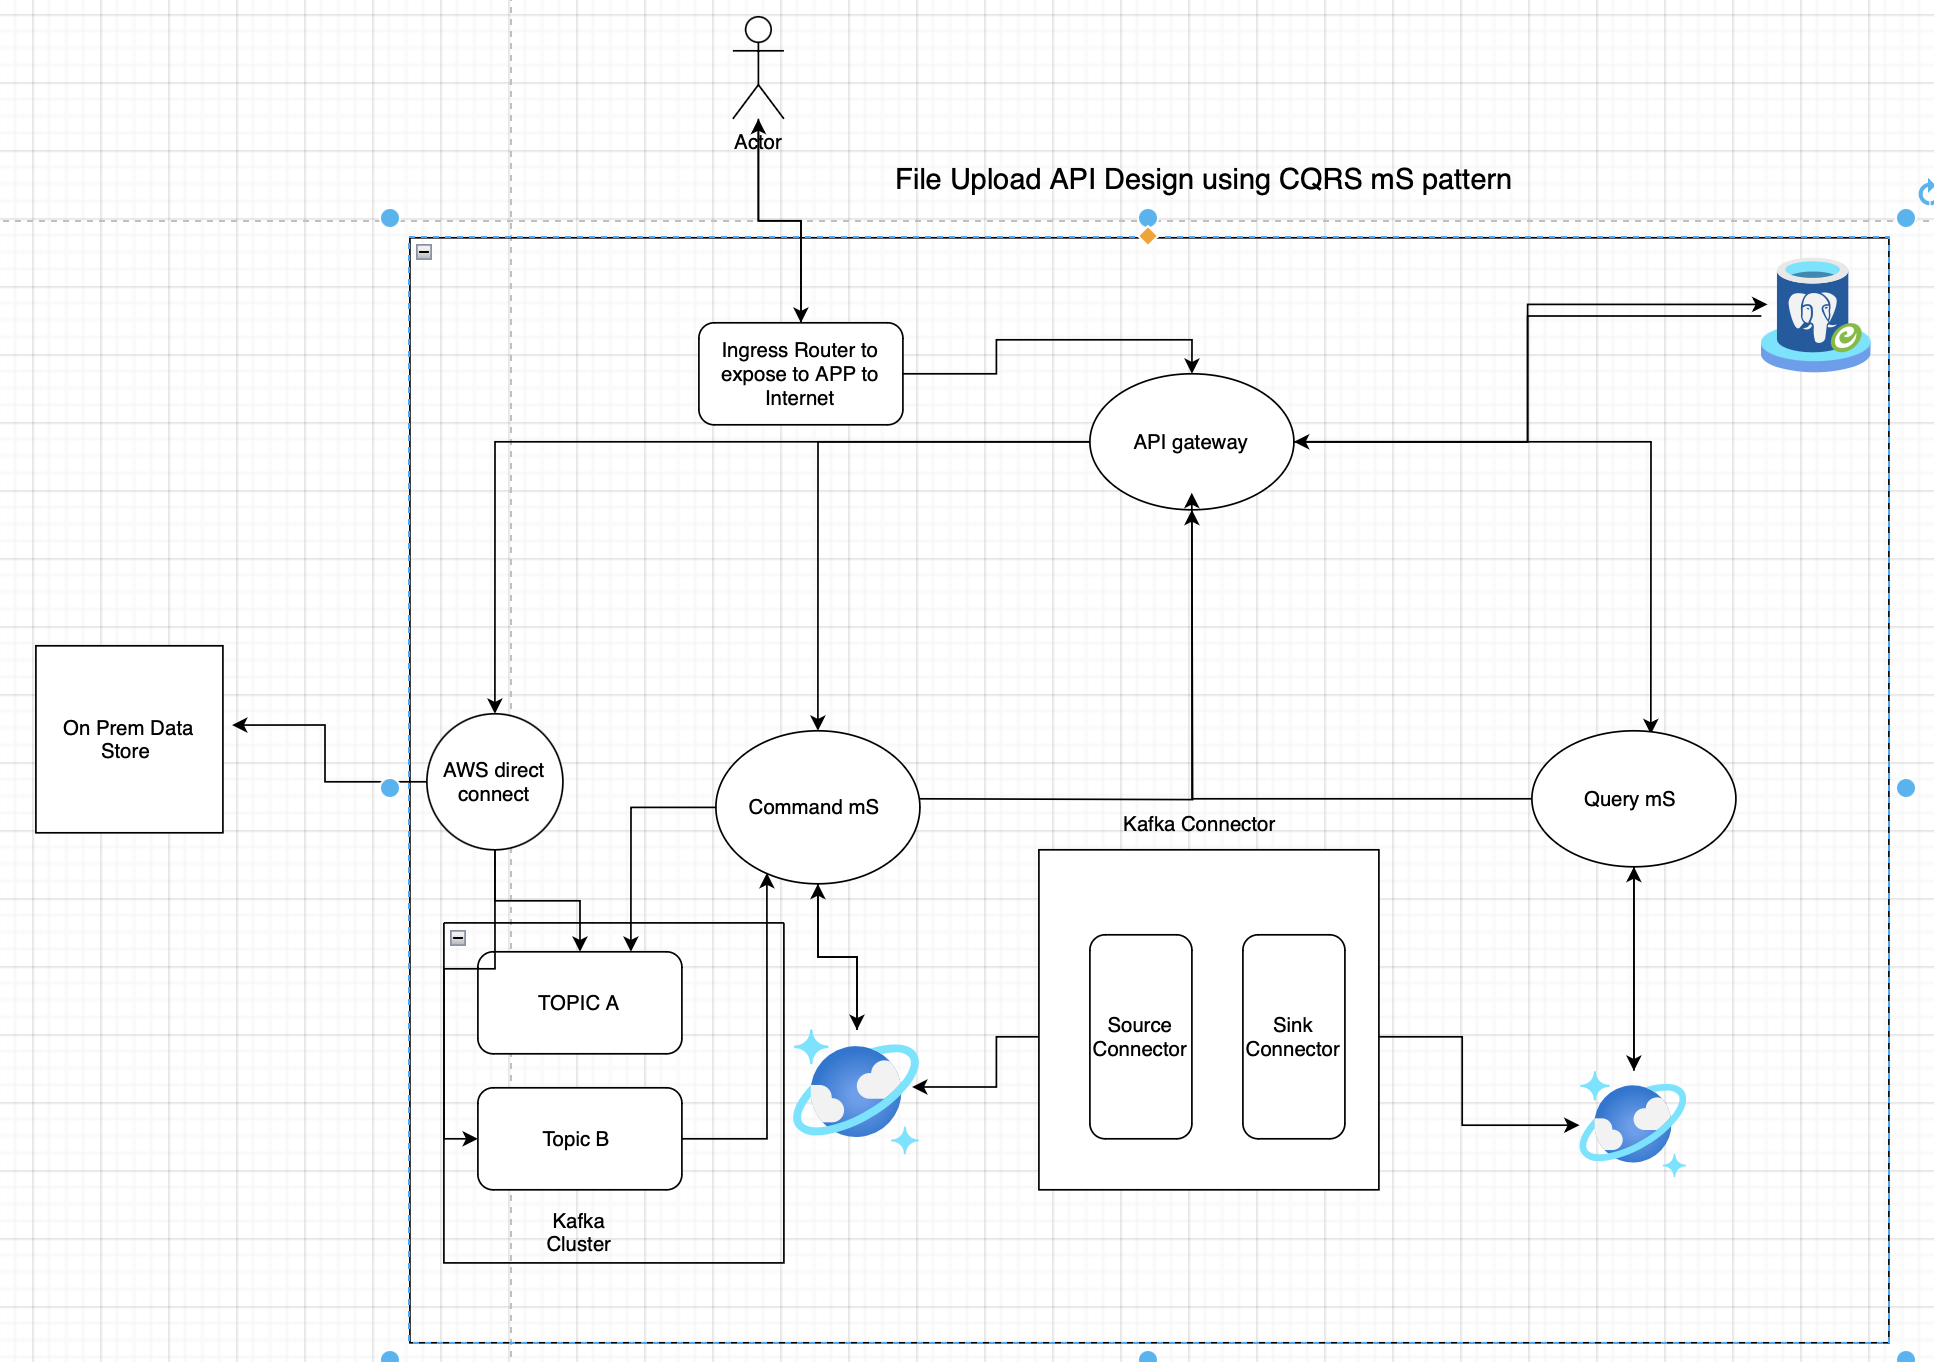 Actor
File Upload API Design using CQRS mS pattern
Ingress Router to
expose to APP to
Internet
API gateway
On Prem Data
Store
AWS direct
connect
Command mS
Query mS
Kafka Connector
TOPIC A
Source
Connector
Sink
Connector
Topic B
Kafka
Cluster